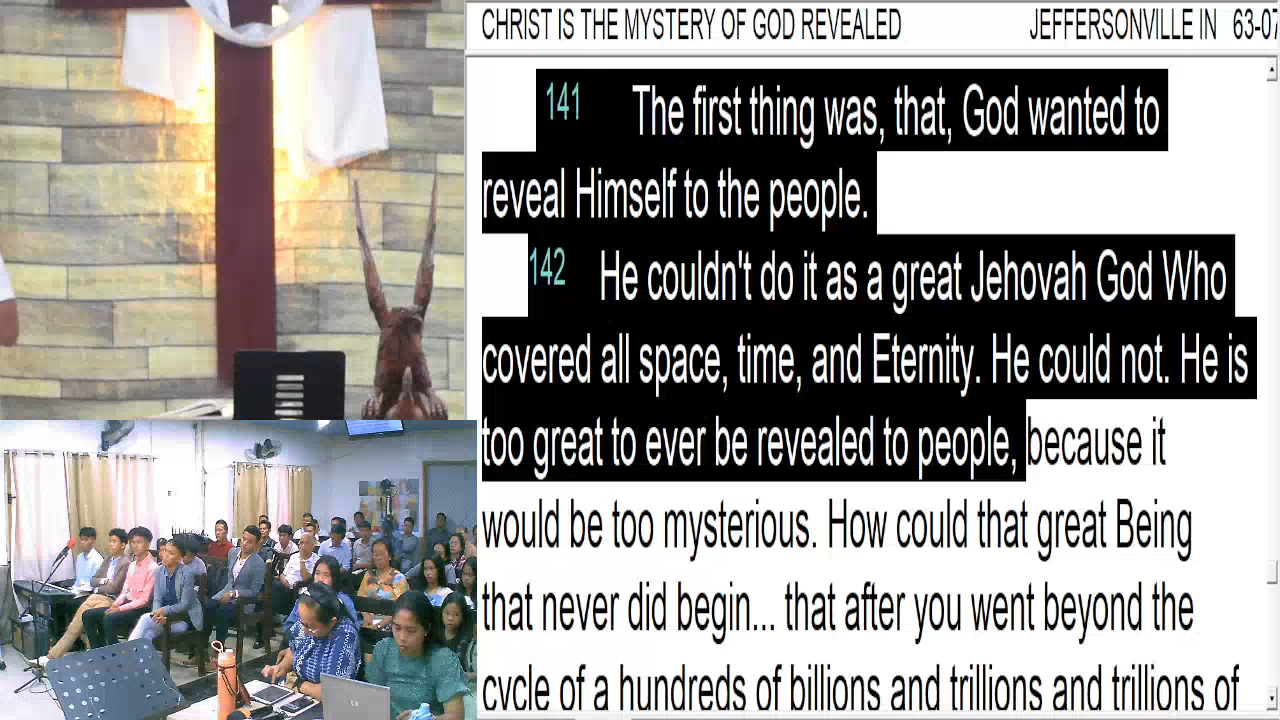 CHRIST IS THE MYSTERY OF GOD REVEALED JEFFERSONVILLE IN 63-07
141 The first thing was, that, God wanted to
reveal Himself to the people.
142 He couldn't do it as a great Jehovah God Who
covered all space, time, and Eternity. He could not. He is
too great to ever be revealed to people, because it
would be too mysterious. How could that great Being
that never did begin... that after you went beyond the
cycle of a hundreds of billions and trillions and trillions of